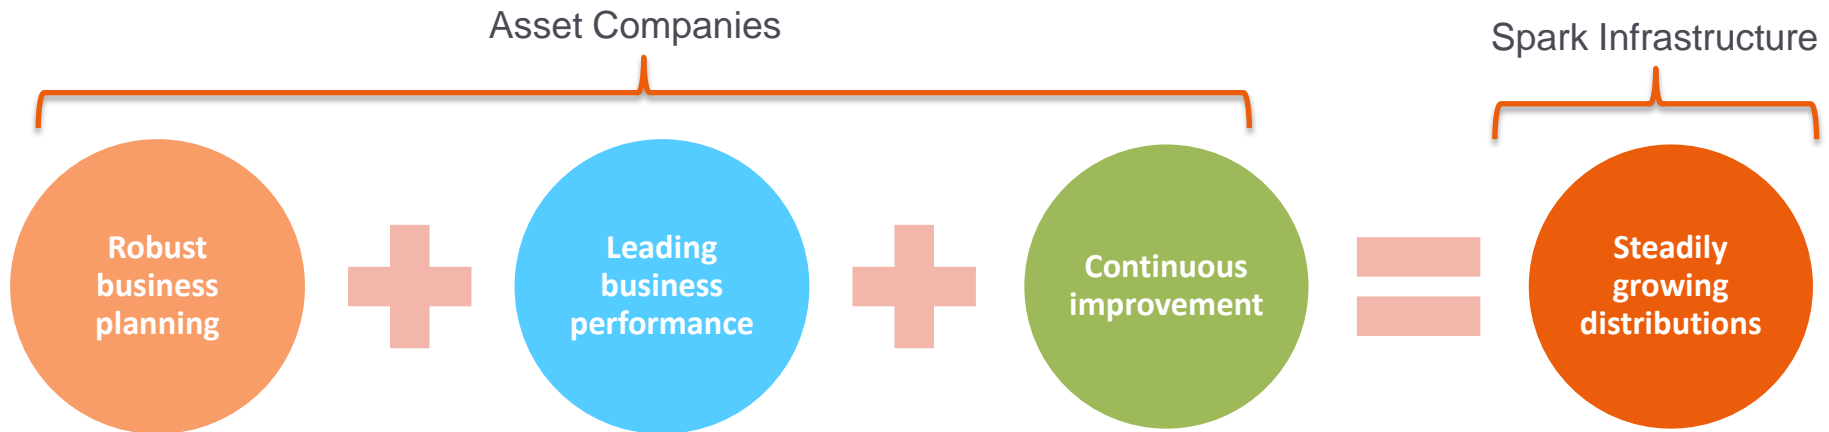 Asset Companies
Spark Infrastructure
Robust
business
planning
Leading
business
performance
Continuous
improvement
Steadily
growing
distributions